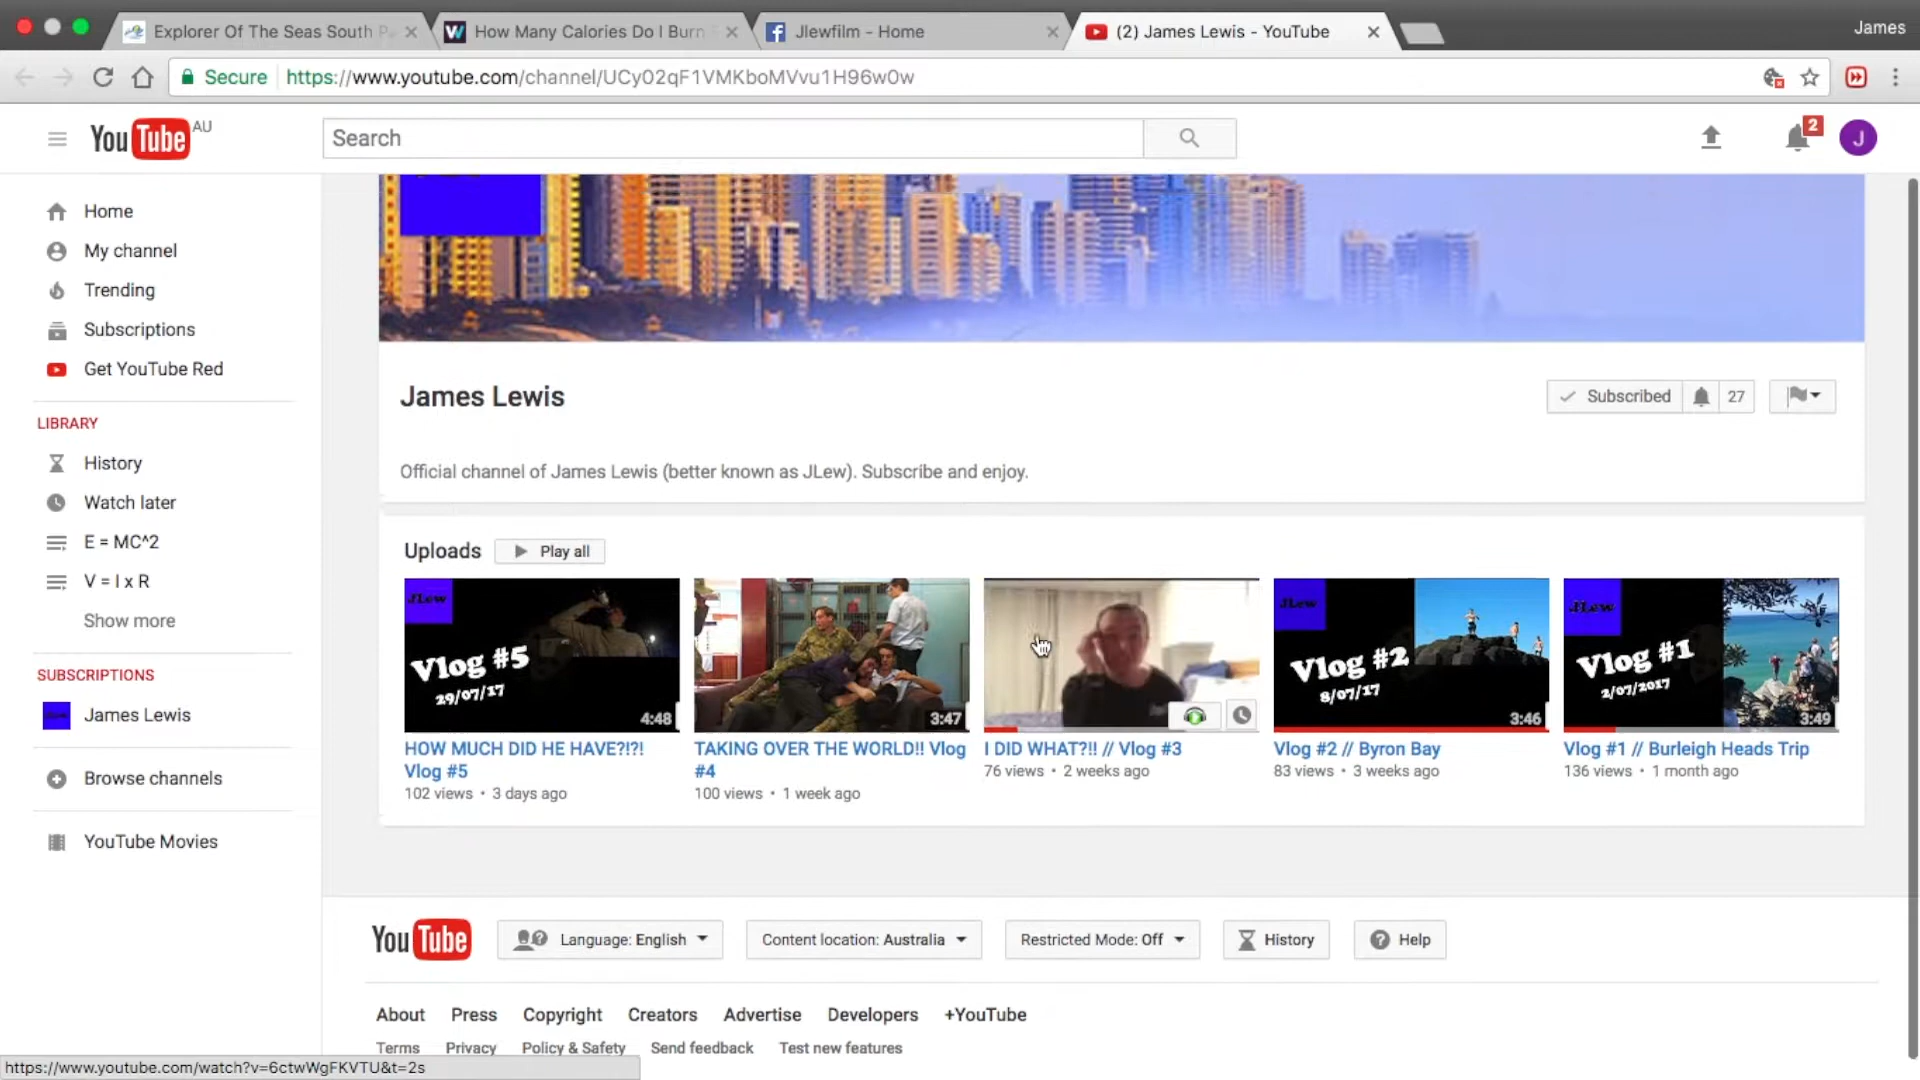 Explorer Of The Seas South P
How Many Calories Do I Burn
Jlewfilm - Home
(2) James Lewis - YouTube
James
Secure
https://www.youtube.com/channel/UCy02qF1VMKboMVvu1H96w0w
YouTube AU
Search
2
J
Home
My channel
Trending
Subscriptions
Get YouTube Red
LIBRARY
History
Watch later
E = MC^2
V = I x R
Show more
SUBSCRIPTIONS
James Lewis
Browse channels
YouTube Movies
James Lewis
Subscribed
27
Official channel of James Lewis (better known as JLew). Subscribe and enjoy.
Uploads
Play all
JLew
Vlog #5
29/07/17
4:48
HOW MUCH DID HE HAVE?!?!
Vlog #5
102 views • 3 days ago
3:47
TAKING OVER THE WORLD!! Vlog
#4
100 views • 1 week ago
I DID WHAT?!! // Vlog #3
76 views • 2 weeks ago
JLew
Vlog #2
8/07/17
3:46
Vlog #2 // Byron Bay
83 views • 3 weeks ago
JLew
Vlog #1
2/07/2017
3:49
Vlog #1 // Burleigh Heads Trip
136 views • 1 month ago
YouTube
Language: English
Content location: Australia
Restricted Mode: Off
History
Help
About Press Copyright Creators Advertise Developers +YouTube
Terms Privacy Policy & Safety Send feedback Test new features
https://www.youtube.com/watch?v=6ctwWgFKVTU&t=2s